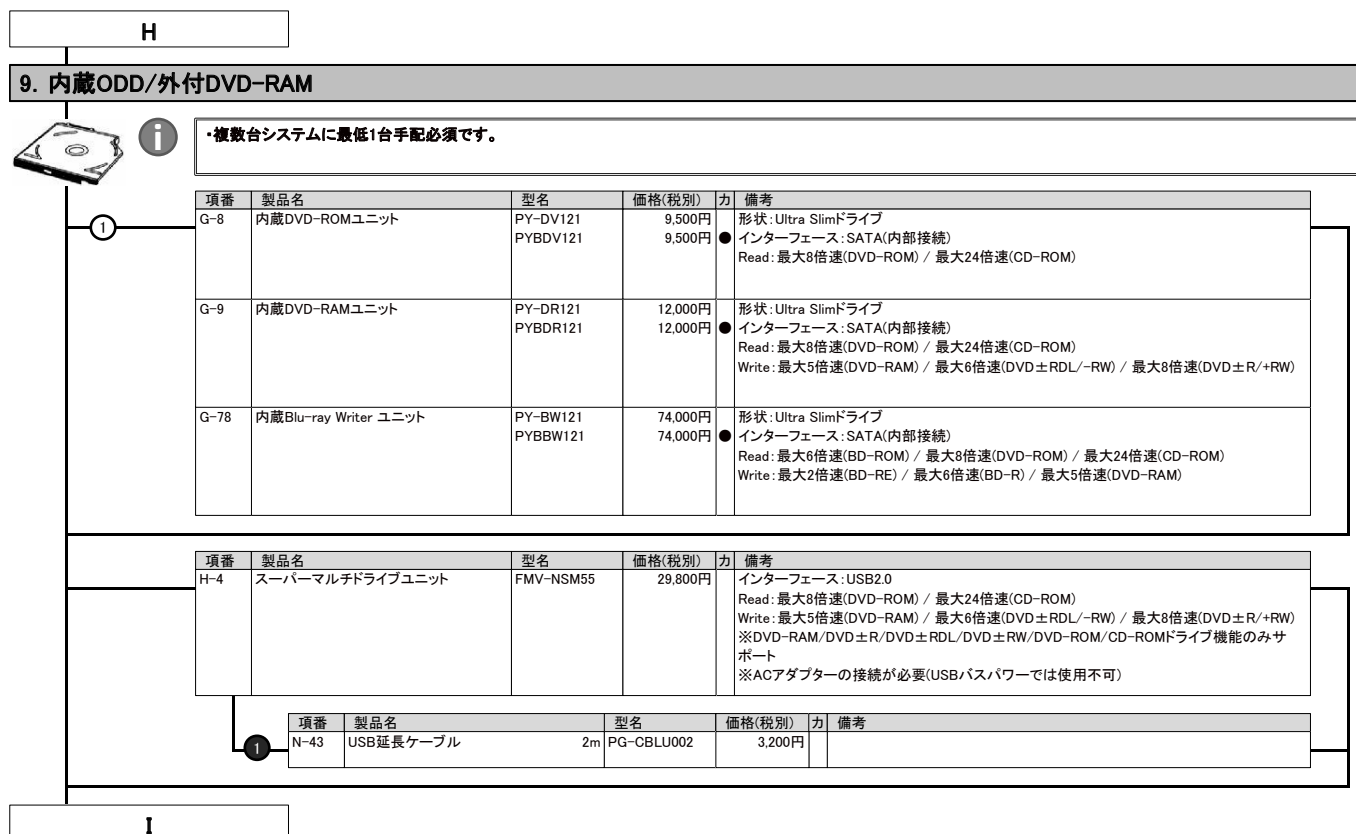 H
9. 内蔵ODD/外付DVD-RAM
i
・複数台システムに最低1台手配必須です。
項番 製品名 型名 価格(税別) カ 備考
1
G-8 内蔵DVD-ROMユニット PY-DV121 9,500円 形状:Ultra Slimドライブ
PYBDV121 9,500円 ● インターフェース:SATA(内部接続)
Read:最大8倍速(DVD-ROM) / 最大24倍速(CD-ROM)
G-9 内蔵DVD-RAMユニット PY-DR121 12,000円 形状:Ultra Slimドライブ
PYBDR121 12,000円 ● インターフェース:SATA(内部接続)
Read:最大8倍速(DVD-ROM) / 最大24倍速(CD-ROM)
Write:最大5倍速(DVD-RAM) / 最大6倍速(DVD±RDL/-RW) / 最大8倍速(DVD±R/+RW)
G-78 内蔵Blu-ray Writer ユニット PY-BW121 74,000円 形状:Ultra Slimドライブ
PYBBW121 74,000円 ● インターフェース:SATA(内部接続)
Read:最大6倍速(BD-ROM) / 最大8倍速(DVD-ROM) / 最大24倍速(CD-ROM)
Write:最大2倍速(BD-RE) / 最大6倍速(BD-R) / 最大5倍速(DVD-RAM)
項番 製品名 型名 価格(税別) カ 備考
H-4 スーパーマルチドライブユニット FMV-NSM55 29,800円 インターフェース:USB2.0
Read:最大8倍速(DVD-ROM) / 最大24倍速(CD-ROM)
Write:最大5倍速(DVD-RAM) / 最大6倍速(DVD±RDL/-RW) / 最大8倍速(DVD±R/+RW)
※DVD-RAM/DVD±R/DVD±RDL/DVD±RW/DVD-ROM/CD-ROMドライブ機能のみサ
ポート
※ACアダプターの接続が必要(USBバスパワーでは使用不可)
項番 製品名 型名 価格(税別) カ 備考
1 N-43 USB延長ケーブル 2m PG-CBLU002 3,200円
I